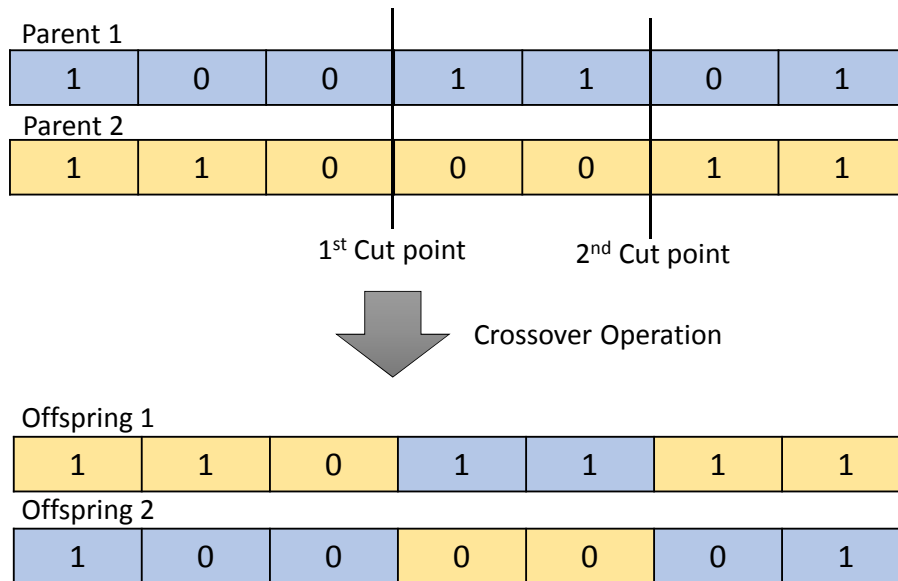 Parent 1
1 0 0 1 1 0 1
Parent 2
1 1 0 0 0 1 1
1st Cut point 2nd Cut point
Crossover Operation
Offspring 1
1 1 0 1 1 1 1
Offspring 2
1 0 0 0 0 0 1